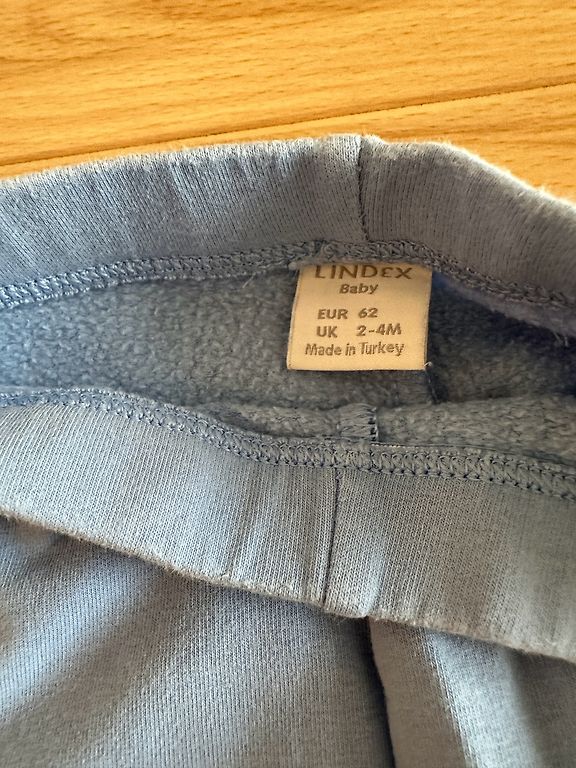 LINDEX
Baby
EUR 62
UK 2-4M
Made in Turkey